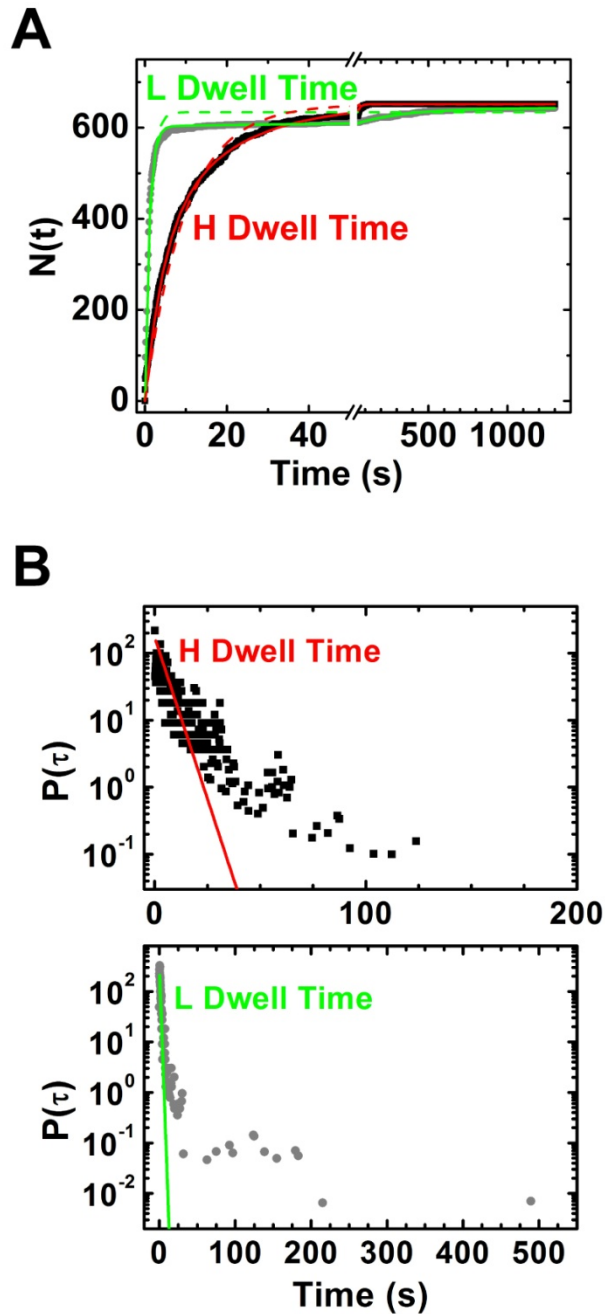 A
L Dwell Time
H Dwell Time
N(t)
600
400
200
0
0 20 40 500 1000
Time (s)
B
H Dwell Time
P(τ)
10²
10¹
10⁰
10⁻¹
0 100 200
L Dwell Time
P(τ)
10²
10¹
10⁰
10⁻¹
10⁻²
0 100 200 300 400 500
Time (s)